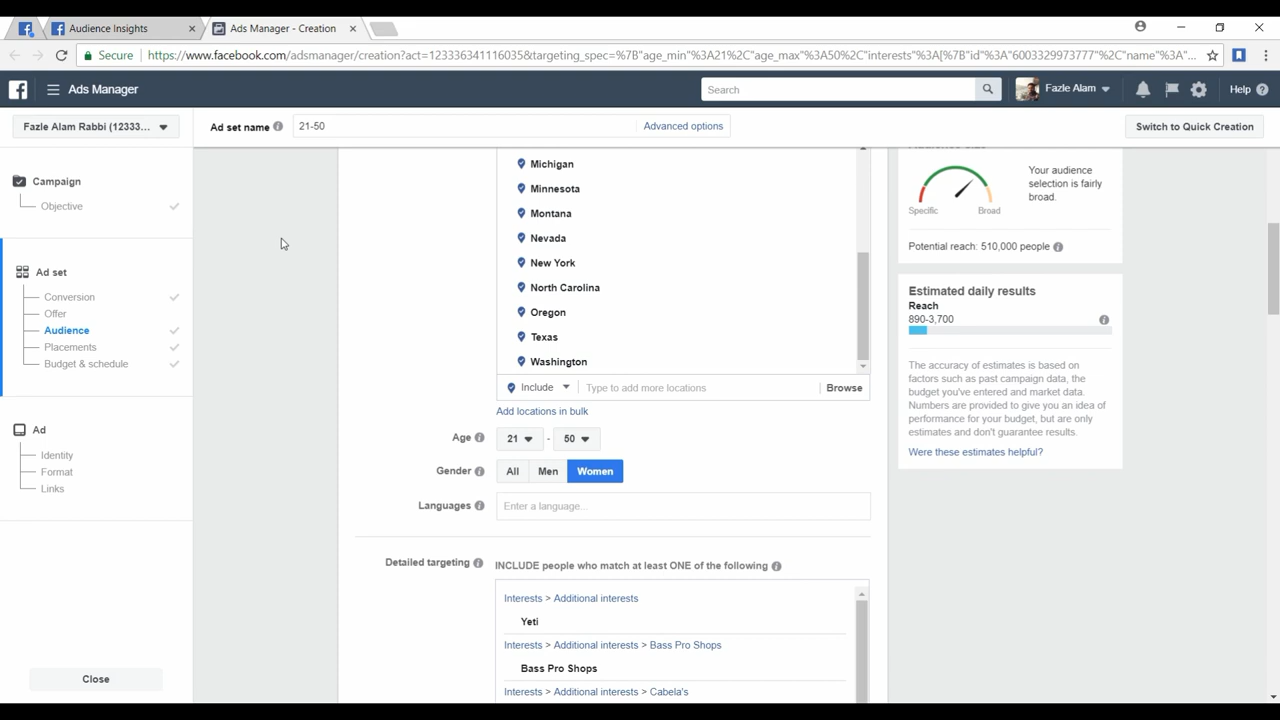 Audience Insights
Ads Manager - Creation
Secure
https://www.facebook.com/adsmanager/creation?act=1233363411116035&targeting_spec=%7B"age_min"%3A21%2C"age_max"%3A50%2C"interests"%3A[%7B"id"%3A"6003329973777"%2C"name"%3A"...
Ads Manager
Search
Fazle Alam
Help
Fazle Alam Rabbi (12333...
Ad set name
21-50
Advanced options
Switch to Quick Creation
Campaign
Objective
Ad set
Conversion
Offer
Audience
Placements
Budget & schedule
Ad
Identity
Format
Links
Close
Michigan
Minnesota
Montana
Nevada
New York
North Carolina
Oregon
Texas
Washington
Include
Type to add more locations
Browse
Add locations in bulk
Age
21 - 50
Gender
All Men Women
Languages
Enter a language...
Detailed targeting
INCLUDE people who match at least ONE of the following
Interests > Additional interests
Yeti
Interests > Additional interests > Bass Pro Shops
Bass Pro Shops
Interests > Additional interests > Cabela's
Specific
Broad
Your audience
selection is fairly
broad.
Potential reach: 510,000 people
Estimated daily results
Reach
890-3,700
The accuracy of estimates is based on
factors such as past campaign data, the
budget you've entered and market data.
Numbers are provided to give you an idea of
performance for your budget, but are only
estimates and don't guarantee results.
Were these estimates helpful?